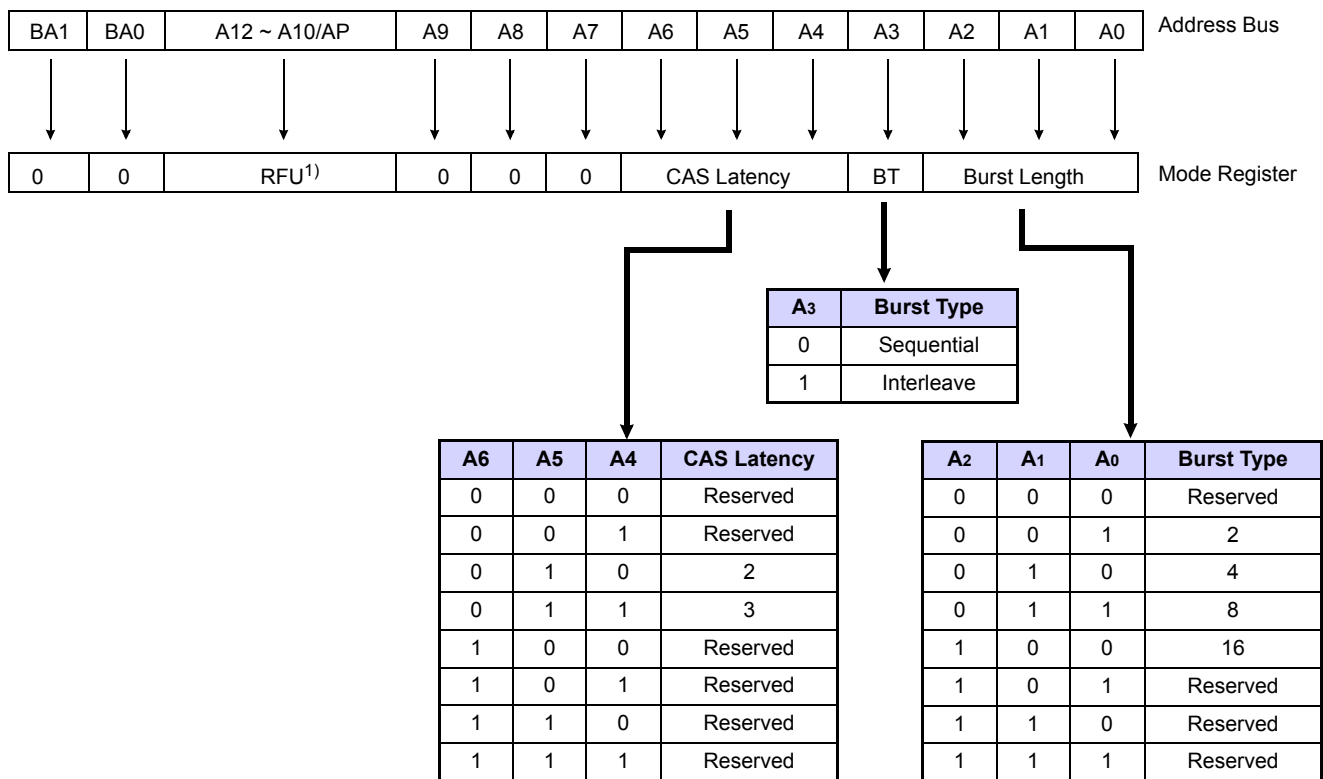 BA1 BA0 A12 ~ A10/AP A9 A8 A7 A6 A5 A4 A3 A2 A1 A0 Address Bus
0 0 RFU1) 0 0 0 CAS Latency BT Burst Length Mode Register
A3 Burst Type
0 Sequential
1 Interleave
A6 A5 A4 CAS Latency
0 0 0 Reserved
0 0 1 Reserved
0 1 0 2
0 1 1 3
1 0 0 Reserved
1 0 1 Reserved
1 1 0 Reserved
1 1 1 Reserved
A2 A1 A0 Burst Type
0 0 0 Reserved
0 0 1 2
0 1 0 4
0 1 1 8
1 0 0 16
1 0 1 Reserved
1 1 0 Reserved
1 1 1 Reserved